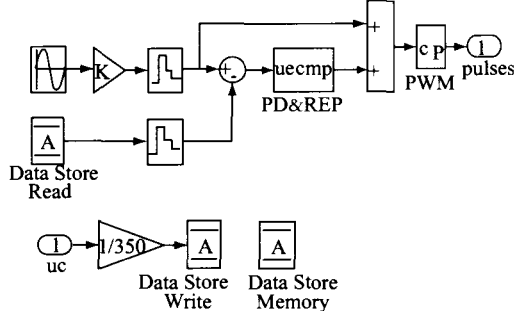 +
K
+
-
uecmp
+
c P
1
PWM
pulses
PD&REP
A
Data Store
Read
1
1/350
A
A
uc
Data Store
Write
Data Store
Memory